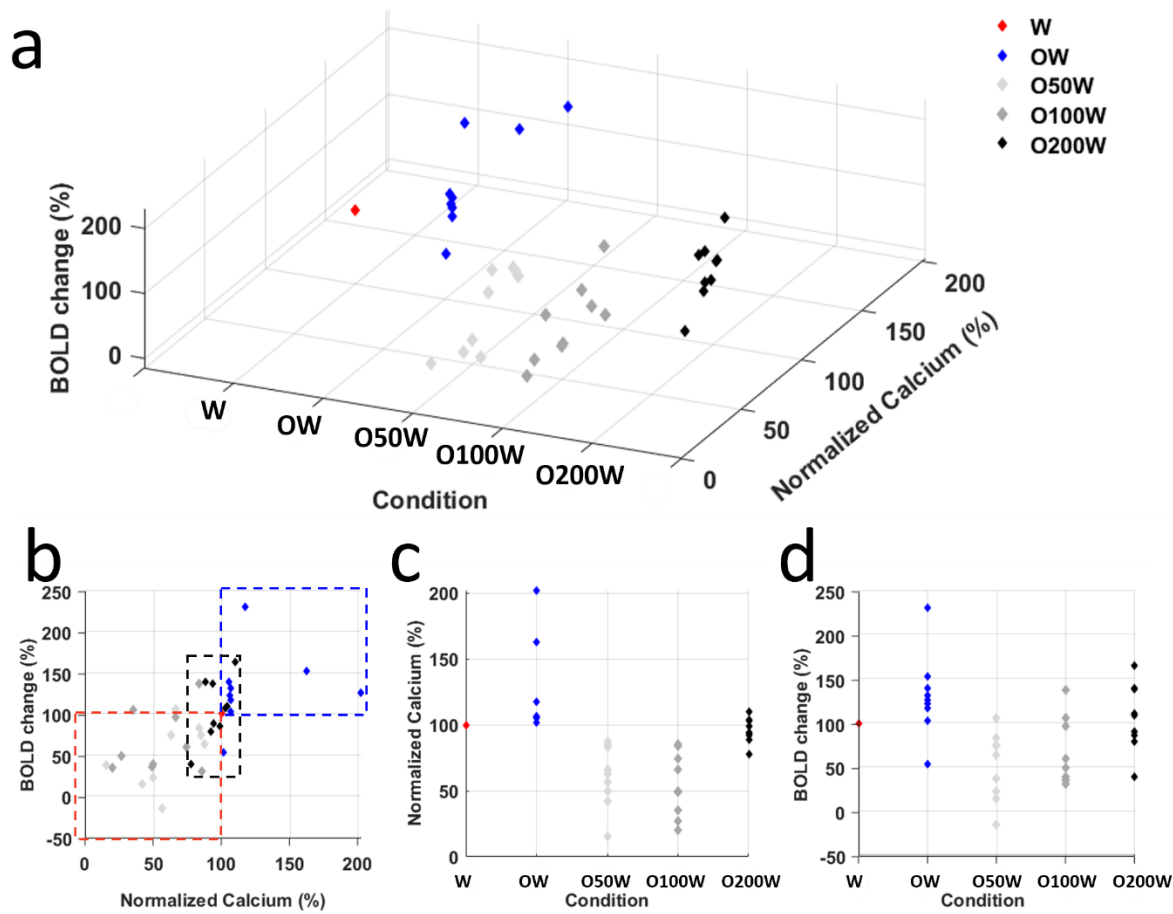 a
W
OW
O50W
O100W
O200W
BOLD change (%)
200
100
0
W
OW
O50W
O100W
O200W
Condition
0
50
100
150
200
Normalized Calcium (%)
b
BOLD change (%)
250
200
150
100
50
0
-50
0
50
100
150
200
Normalized Calcium (%)
c
Normalized Calcium (%)
200
150
100
50
0
W
OW
O50W
O100W
O200W
Condition
d
BOLD change (%)
250
200
150
100
50
0
-50
W
OW
O50W
O100W
O200W
Condition